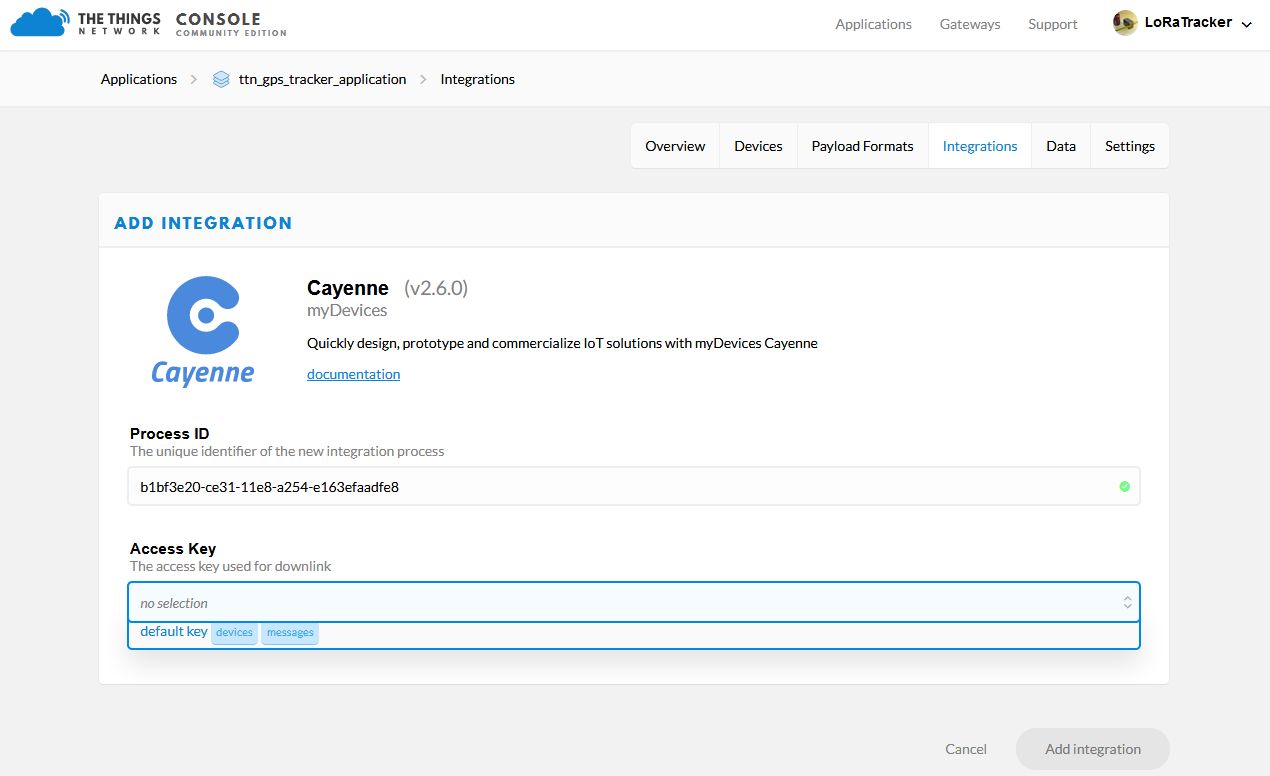 THE THINGS NETWORK CONSOLE COMMUNITY EDITION
Applications Gateways Support LoRaTracker
Applications ttn_gps_tracker_application Integrations
Overview Devices Payload Formats Integrations Data Settings
ADD INTEGRATION
Cayenne (v2.6.0)
myDevices
Quickly design, prototype and commercialize IoT solutions with myDevices Cayenne
documentation
Cayenne
Process ID
The unique identifier of the new integration process
b1bf3e20-ce31-11e8-a254-e163efaadfe8
Access Key
The access key used for downlink
no selection
default key devices messages
Cancel Add integration